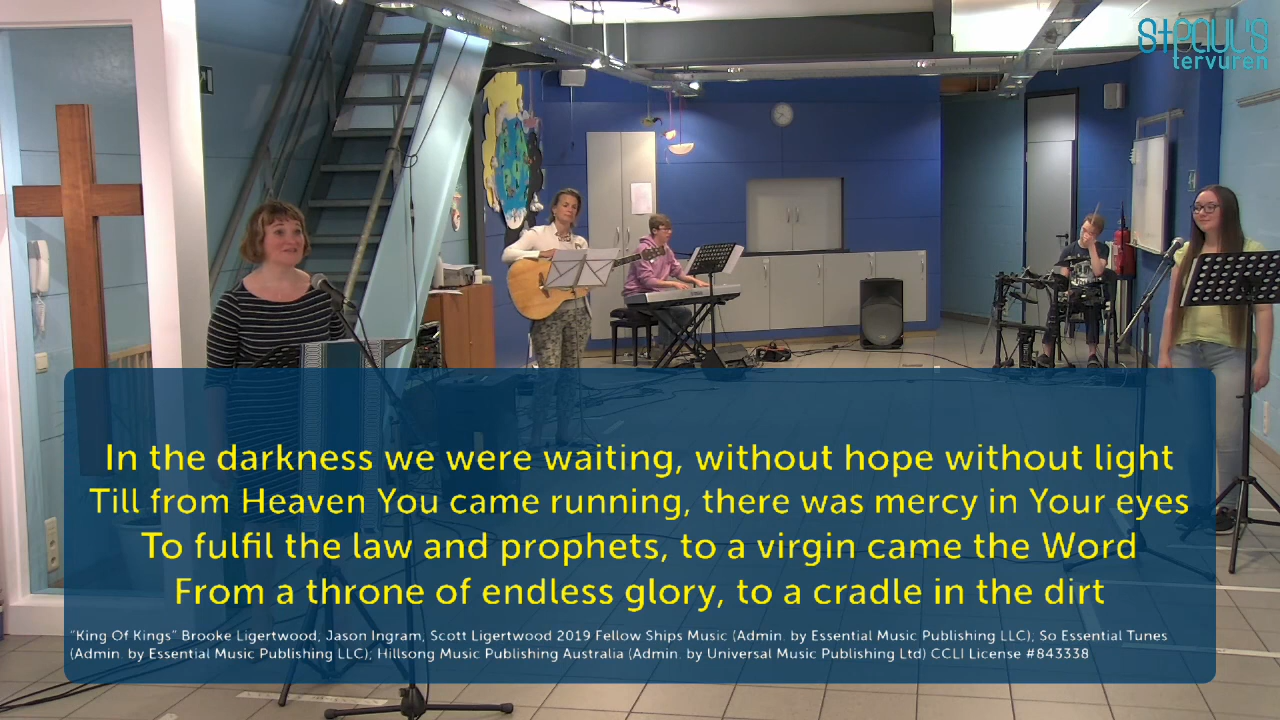 St PAUL'S
tervuren
In the darkness we were waiting, without hope without light
Till from Heaven You came running, there was mercy in Your eyes
To fulfil the law and prophets, to a virgin came the Word
From a throne of endless glory, to a cradle in the dirt
"King Of Kings" Brooke Ligertwood, Jason Ingram, Scott Ligertwood 2019 Fellow Ships Music (Admin. by Essential Music Publishing LLC); So Essential Tunes
(Admin. by Essential Music Publishing LLC); Hillsong Music Publishing Australia (Admin. by Universal Music Publishing Ltd) CCLI License #843338